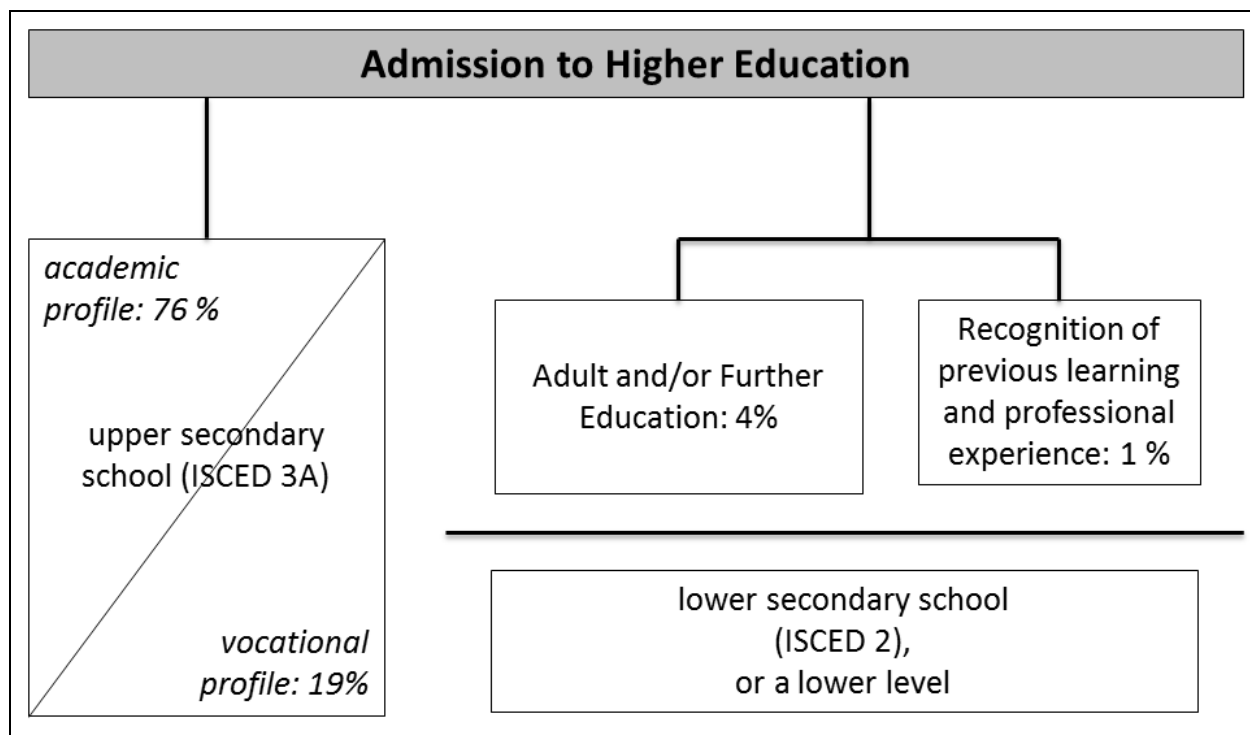 Admission to Higher Education
academic
profile: 76 %
upper secondary
school (ISCED 3A)
vocational
profile: 19%
Adult and/or Further
Education: 4%
Recognition of
previous learning
and professional
experience: 1 %
lower secondary school
(ISCED 2),
or a lower level